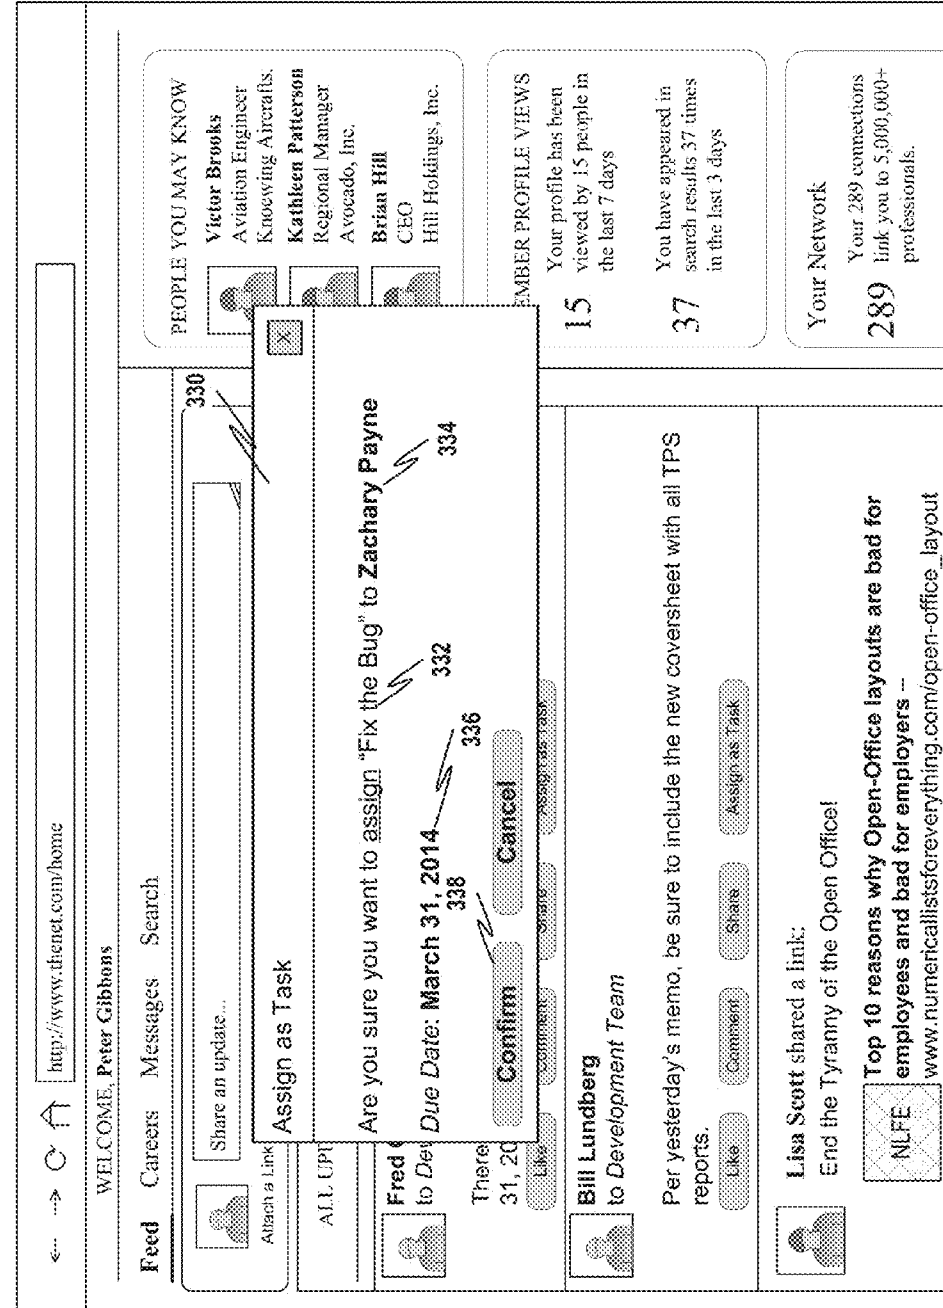 http://www.thenet.com/home
WELCOME, Peter Gibbons
Feed Careers Messages Search
Share an update...
Attach a Link
ALL UPD
330
Assign as Task
X
Are you sure you want to assign "Fix the Bug" to Zachary Payne
332
334
Due Date: March 31, 2014
336
338
Confirm Cancel
Fred
to Dev
There
31, 20
Like Comment Share Assign as Task
Bill Lundberg
to Development Team
Per yesterday's memo, be sure to include the new coversheet with all TPS
reports.
Like Comment Share Assign as Task
Lisa Scott shared a link:
End the Tyranny of the Open Office!
NLFE
Top 10 reasons why Open-Office layouts are bad for
employees and bad for employers --
www.numericallistsforeverything.com/open-office_layout
PEOPLE YOU MAY KNOW
Victor Brooks
Aviation Engineer
Knoewing Aircrafts.
Kathleen Patterson
Regional Manager
Avocado, Inc.
Brian Hill
CEO
Hill Holdings, Inc.
EMBER PROFILE VIEWS
15 Your profile has been
viewed by 15 people in
the last 7 days
37 You have appeared in
search results 37 times
in the last 3 days
Your Network
289 Your 289 connections
link you to 5,000,000+
professionals.